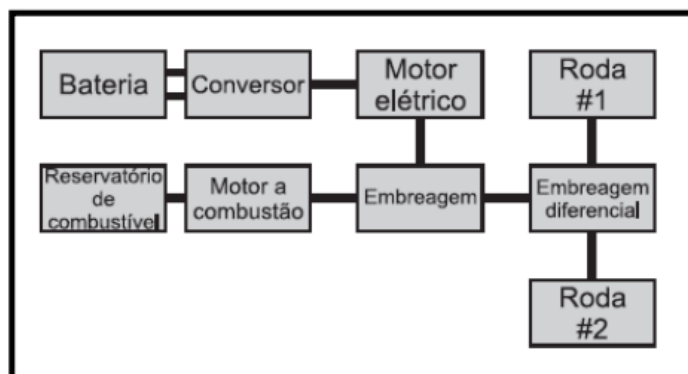 Bateria
Conversor
Motor
elétrico
Roda
#1
Reservatório
de
combustível
Motor a
combustão
Embreagem
Embreagem
diferencial
Roda
#2